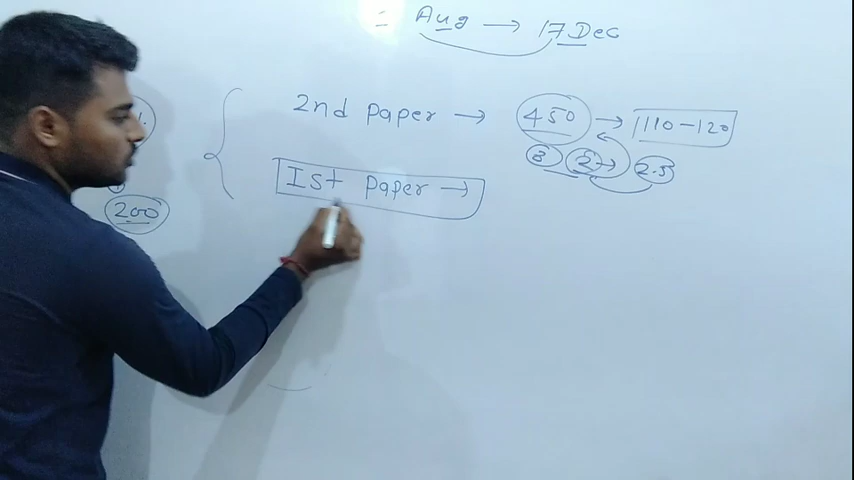 = Aug → 17 Dec
2nd Paper → 450 → 110-120
8 2 → 2.5
Ist Paper →
200